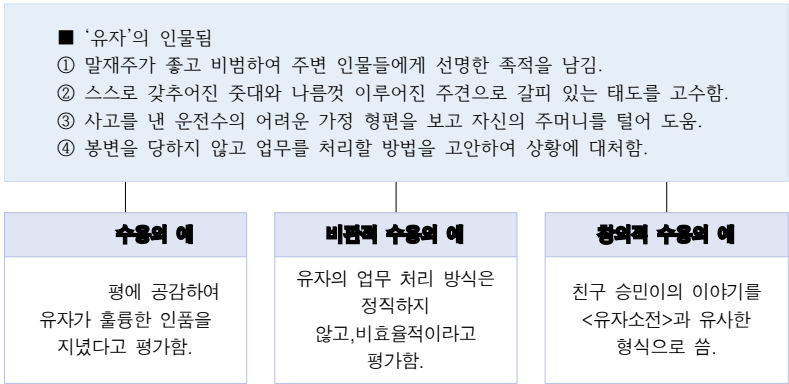 ■ ‘유자’의 인물됨
① 말재주가 좋고 비범하여 주변 인물들에게 선명한 족적을 남김.
② 스스로 갖추어진 줏대와 나름껏 이루어진 주견으로 갈피 있는 태도를 고수함.
③ 사고를 낸 운전수의 어려운 가정 형편을 보고 자신의 주머니를 털어 도움.
④ 봉변을 당하지 않고 업무를 처리할 방법을 고안하여 상황에 대처함.
수용의 예
평에 공감하여
유자가 훌륭한 인품을
지녔다고 평가함.
비판적 수용의 예
유자의 업무 처리 방식은
정직하지
않고,비효율적이라고
평가함.
창의적 수용의 예
친구 승민이의 이야기를
<유자소전>과 유사한
형식으로 씀.